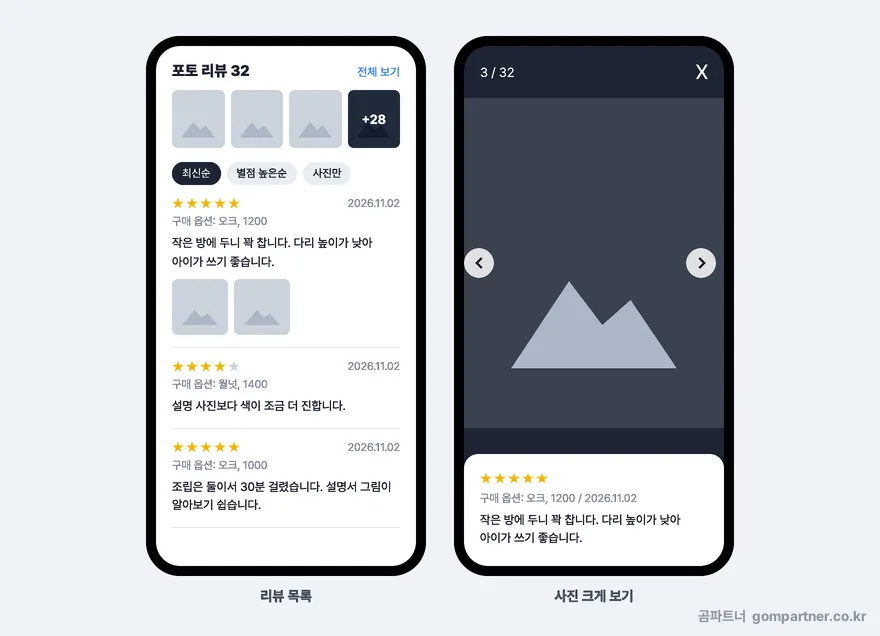 포토 리뷰 32
전체 보기
+28
최신순
별점 높은순
사진만
★★★★★
2026.11.02
구매 옵션: 오크, 1200
작은 방에 두니 꽉 찹니다. 다리 높이가 낮아
아이가 쓰기 좋습니다.
★★★★★
2026.11.02
구매 옵션: 월넛, 1400
설명 사진보다 색이 조금 더 진합니다.
★★★★★
2026.11.02
구매 옵션: 오크, 1000
조립은 둘이서 30분 걸렸습니다. 설명서 그림이
알아보기 쉽습니다.
리뷰 목록
3 / 32
X
★★★★★
구매 옵션: 오크, 1200 / 2026.11.02
작은 방에 두니 꽉 찹니다. 다리 높이가 낮아
아이가 쓰기 좋습니다.
사진 크게 보기
곰파트너 gompartner.co.kr